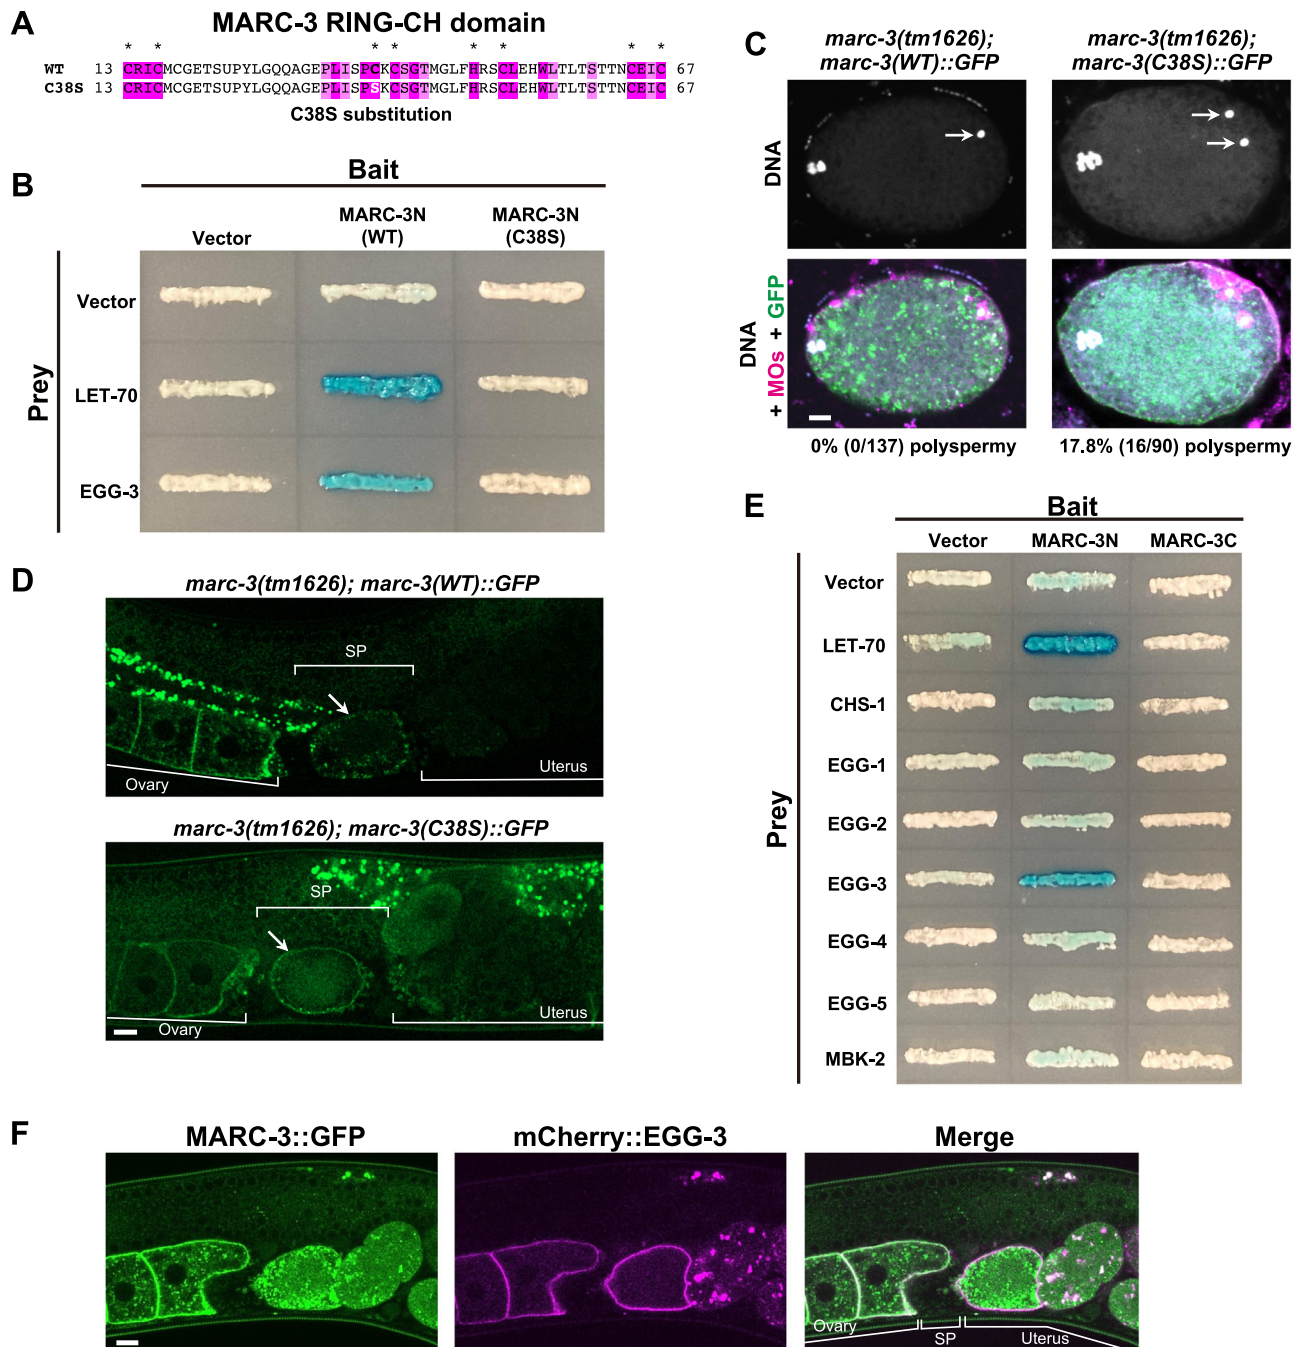 A
MARC-3 RING-CH domain
* * * * * * * *
WT 13 CRICMCGETSUPYLGQQAGEPLISPCKCSGTMGLFHRSCLEHWLTLTSTTNCEIC 67
C38S 13 CRICMCGETSUPYLGQQAGEPLISPSKCSGTMGLFHRSCLEHWLTLTSTTNCEIC 67
C38S substitution
B
Bait
Vector
MARC-3N
(WT)
MARC-3N
(C38S)
Prey
Vector
LET-70
EGG-3
C
marc-3(tm1626);
marc-3(WT)::GFP
marc-3(tm1626);
marc-3(C38S)::GFP
DNA
DNA
+ MOs + GFP
0% (0/137) polyspermy
17.8% (16/90) polyspermy
D
marc-3(tm1626); marc-3(WT)::GFP
SP
Ovary
Uterus
marc-3(tm1626); marc-3(C38S)::GFP
SP
Ovary
Uterus
E
Bait
Vector MARC-3N MARC-3C
Prey
Vector
LET-70
CHS-1
EGG-1
EGG-2
EGG-3
EGG-4
EGG-5
MBK-2
F
MARC-3::GFP
mCherry::EGG-3
Merge
Ovary
SP
Uterus